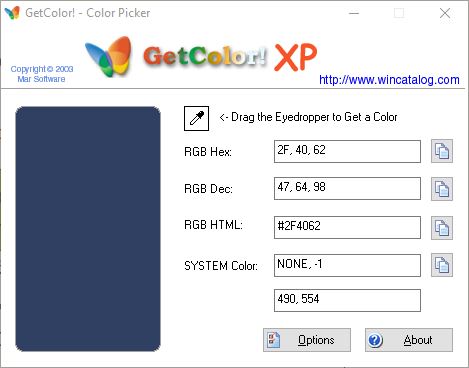 GetColor! - Color Picker
GetColor! XP
Copyright © 2003
Mar Software
http://www.wincatalog.com
<- Drag the Eyedropper to Get a Color
RGB Hex: 2F, 40, 62
RGB Dec: 47, 64, 98
RGB HTML: #2F4062
SYSTEM Color: NONE, -1
490, 554
Options About